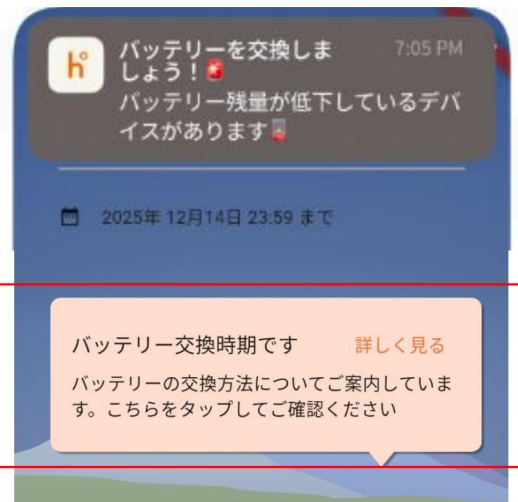 h°
バッテリーを交換しま 7:05 PM
しょう！🚨
バッテリー残量が低下しているデバ
イスがあります🪫
2025年 12月14日 23:59 まで
バッテリー交換時期です 詳しく見る
バッテリーの交換方法についてご案内していま
す。こちらをタップしてご確認ください